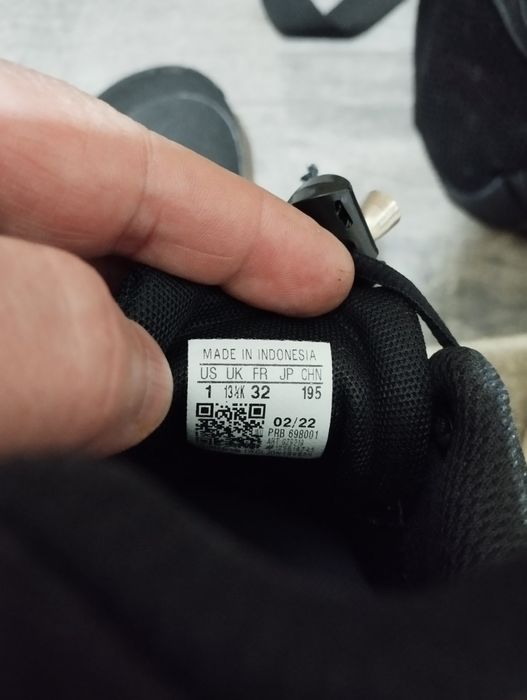 MADE IN INDONESIA
US UK FR JP CHN
1 13½K 32 195
02/22
PRB 698001